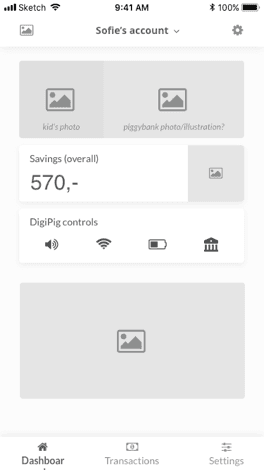 Sketch 9:41 AM 100%
Sofie's account
kid's photo piggybank photo/illustration?
Savings (overall)
570,-
DigiPig controls
Dashboar Transactions Settings